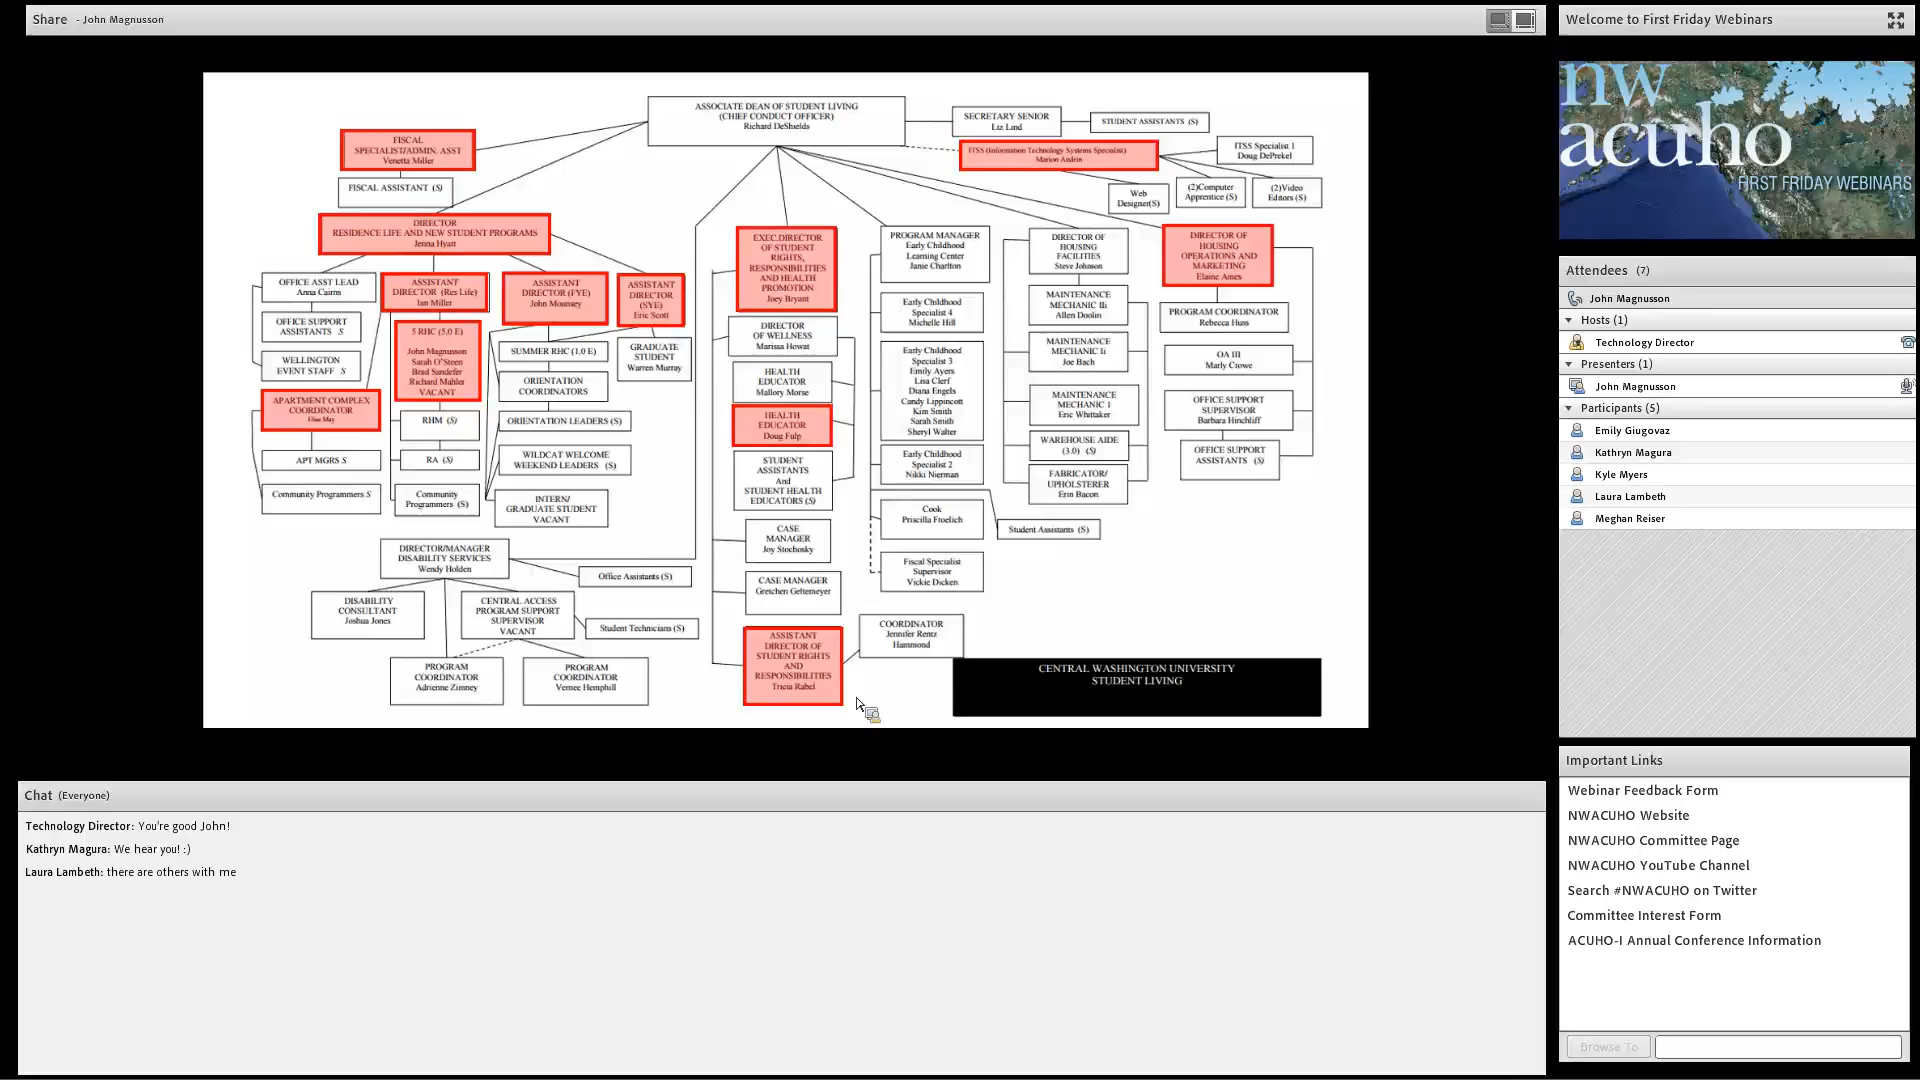 Share - John Magnusson
ASSOCIATE DEAN OF STUDENT LIVING
(CHIEF CONDUCT OFFICER)
Richard DeShields
SECRETARY SENIOR
Liz Lind
STUDENT ASSISTANTS (S)
FISCAL
SPECIALIST/ADMIN. ASST
Venetta Miller
FISCAL ASSISTANT (S)
ITSS (Information Technology Systems Specialist)
Marion Andrin
ITSS Specialist 1
Doug DePrekel
Web
Designer(S)
(2)Computer
Apprentice (S)
(2)Video
Editors (S)
DIRECTOR
RESIDENCE LIFE AND NEW STUDENT PROGRAMS
Jenna Hyatt
OFFICE ASST LEAD
Anna Cairns
OFFICE SUPPORT
ASSISTANTS S
WELLINGTON
EVENT STAFF S
APARTMENT COMPLEX
COORDINATOR
Elise May
APT MGRS S
Community Programmers S
ASSISTANT
DIRECTOR (Res Life)
Ian Miller
5 RHC (5.0 E)
John Magnusson
Sarah O'Steen
Brad Sandefer
Richard Mahler
VACANT
RHM (S)
RA (S)
Community
Programmers (S)
ASSISTANT
DIRECTOR (FYE)
John Mounsey
SUMMER RHC (1.0 E)
ORIENTATION
COORDINATORS
ORIENTATION LEADERS (S)
WILDCAT WELCOME
WEEKEND LEADERS (S)
INTERN/
GRADUATE STUDENT
VACANT
ASSISTANT
DIRECTOR
(SYE)
Eric Scott
GRADUATE
STUDENT
Warren Murray
EXEC.DIRECTOR
OF STUDENT
RIGHTS,
RESPONSIBILITIES
AND HEALTH
PROMOTION
Joey Bryant
DIRECTOR
OF WELLNESS
Marissa Howat
HEALTH
EDUCATOR
Mallory Morse
HEALTH
EDUCATOR
Doug Fulp
STUDENT
ASSISTANTS
And
STUDENT HEALTH
EDUCATORS (S)
CASE
MANAGER
Joy Stochosky
CASE MANAGER
Gretchen Geltemeyer
ASSISTANT
DIRECTOR OF
STUDENT RIGHTS
AND
RESPONSIBILITIES
Tricia Rabel
COORDINATOR
Jennifer Rentz
Hammond
PROGRAM MANAGER
Early Childhood
Learning Center
Janie Charlton
Early Childhood
Specialist 4
Michelle Hill
Early Childhood
Specialist 3
Emily Ayers
Lisa Clerf
Diana Engels
Candy Lippincott
Kim Smith
Sarah Smith
Sheryl Walter
Early Childhood
Specialist 2
Nikki Nierman
Cook
Priscilla Froelich
Student Assistants (S)
Fiscal Specialist
Supervisor
Vickie Dicken
DIRECTOR OF
HOUSING
FACILITIES
Steve Johnson
MAINTENANCE
MECHANIC IIi
Allen Doolin
MAINTENANCE
MECHANIC Ii
Joe Bach
MAINTENANCE
MECHANIC 1
Eric Whittaker
WAREHOUSE AIDE
(3.0) (S)
FABRICATOR/
UPHOLSTERER
Erin Bacon
DIRECTOR OF
HOUSING
OPERATIONS AND
MARKETING
Elaine Ames
PROGRAM COORDINATOR
Rebecca Huss
OA III
Marly Crowe
OFFICE SUPPORT
SUPERVISOR
Barbara Hinchliff
OFFICE SUPPORT
ASSISTANTS (S)
DIRECTOR/MANAGER
DISABILITY SERVICES
Wendy Holden
Office Assistants (S)
DISABILITY
CONSULTANT
Joshua Jones
CENTRAL ACCESS
PROGRAM SUPPORT
SUPERVISOR
VACANT
Student Technicians (S)
PROGRAM
COORDINATOR
Adrienne Zimney
PROGRAM
COORDINATOR
Vernee Hemphill
CENTRAL WASHINGTON UNIVERSITY
STUDENT LIVING
Chat (Everyone)
Technology Director: You're good John!
Kathryn Magura: We hear you! :)
Laura Lambeth: there are others with me
Welcome to First Friday Webinars
nw
acuho
FIRST FRIDAY WEBINARS
Attendees (7)
John Magnusson
Hosts (1)
Technology Director
Presenters (1)
John Magnusson
Participants (5)
Emily Giugovaz
Kathryn Magura
Kyle Myers
Laura Lambeth
Meghan Reiser
Important Links
Webinar Feedback Form
NWACUHO Website
NWACUHO Committee Page
NWACUHO YouTube Channel
Search #NWACUHO on Twitter
Committee Interest Form
ACUHO-I Annual Conference Information
Browse To